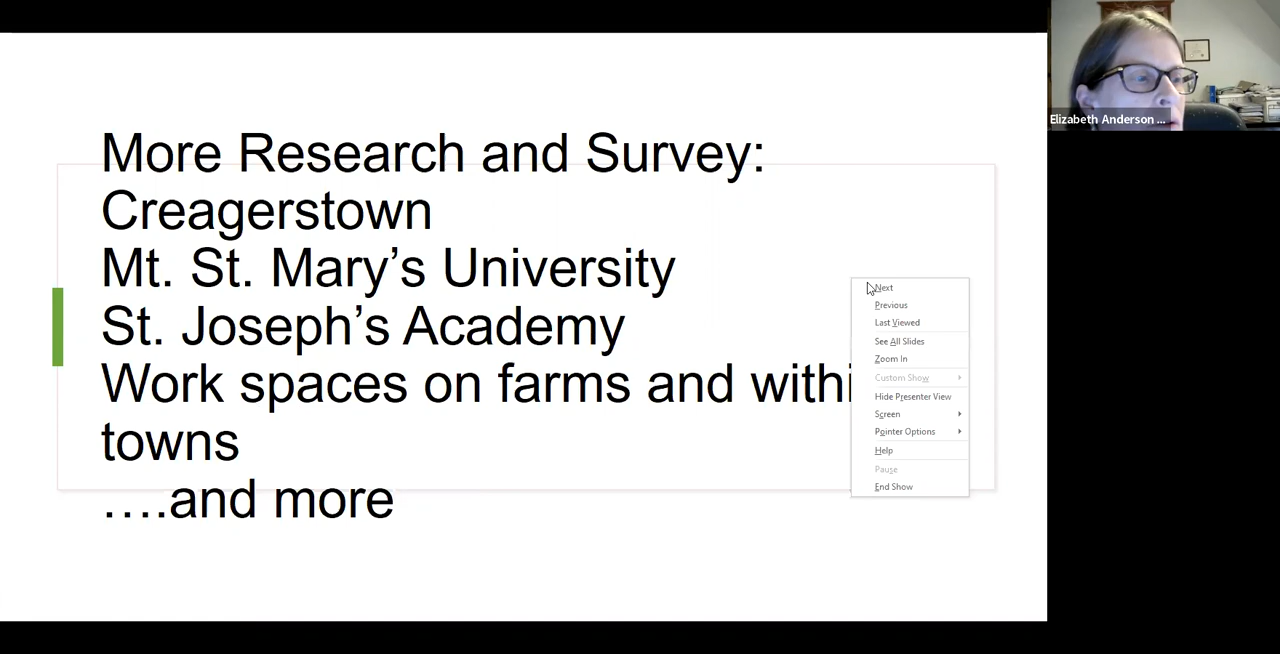 More Research and Survey:
Creagerstown
Mt. St. Mary’s University
St. Joseph’s Academy
Work spaces on farms and withi
towns
….and more
Next
Previous
Last Viewed
See All Slides
Zoom In
Custom Show
Hide Presenter View
Screen
Pointer Options
Help
Pause
End Show
Elizabeth Anderson ...